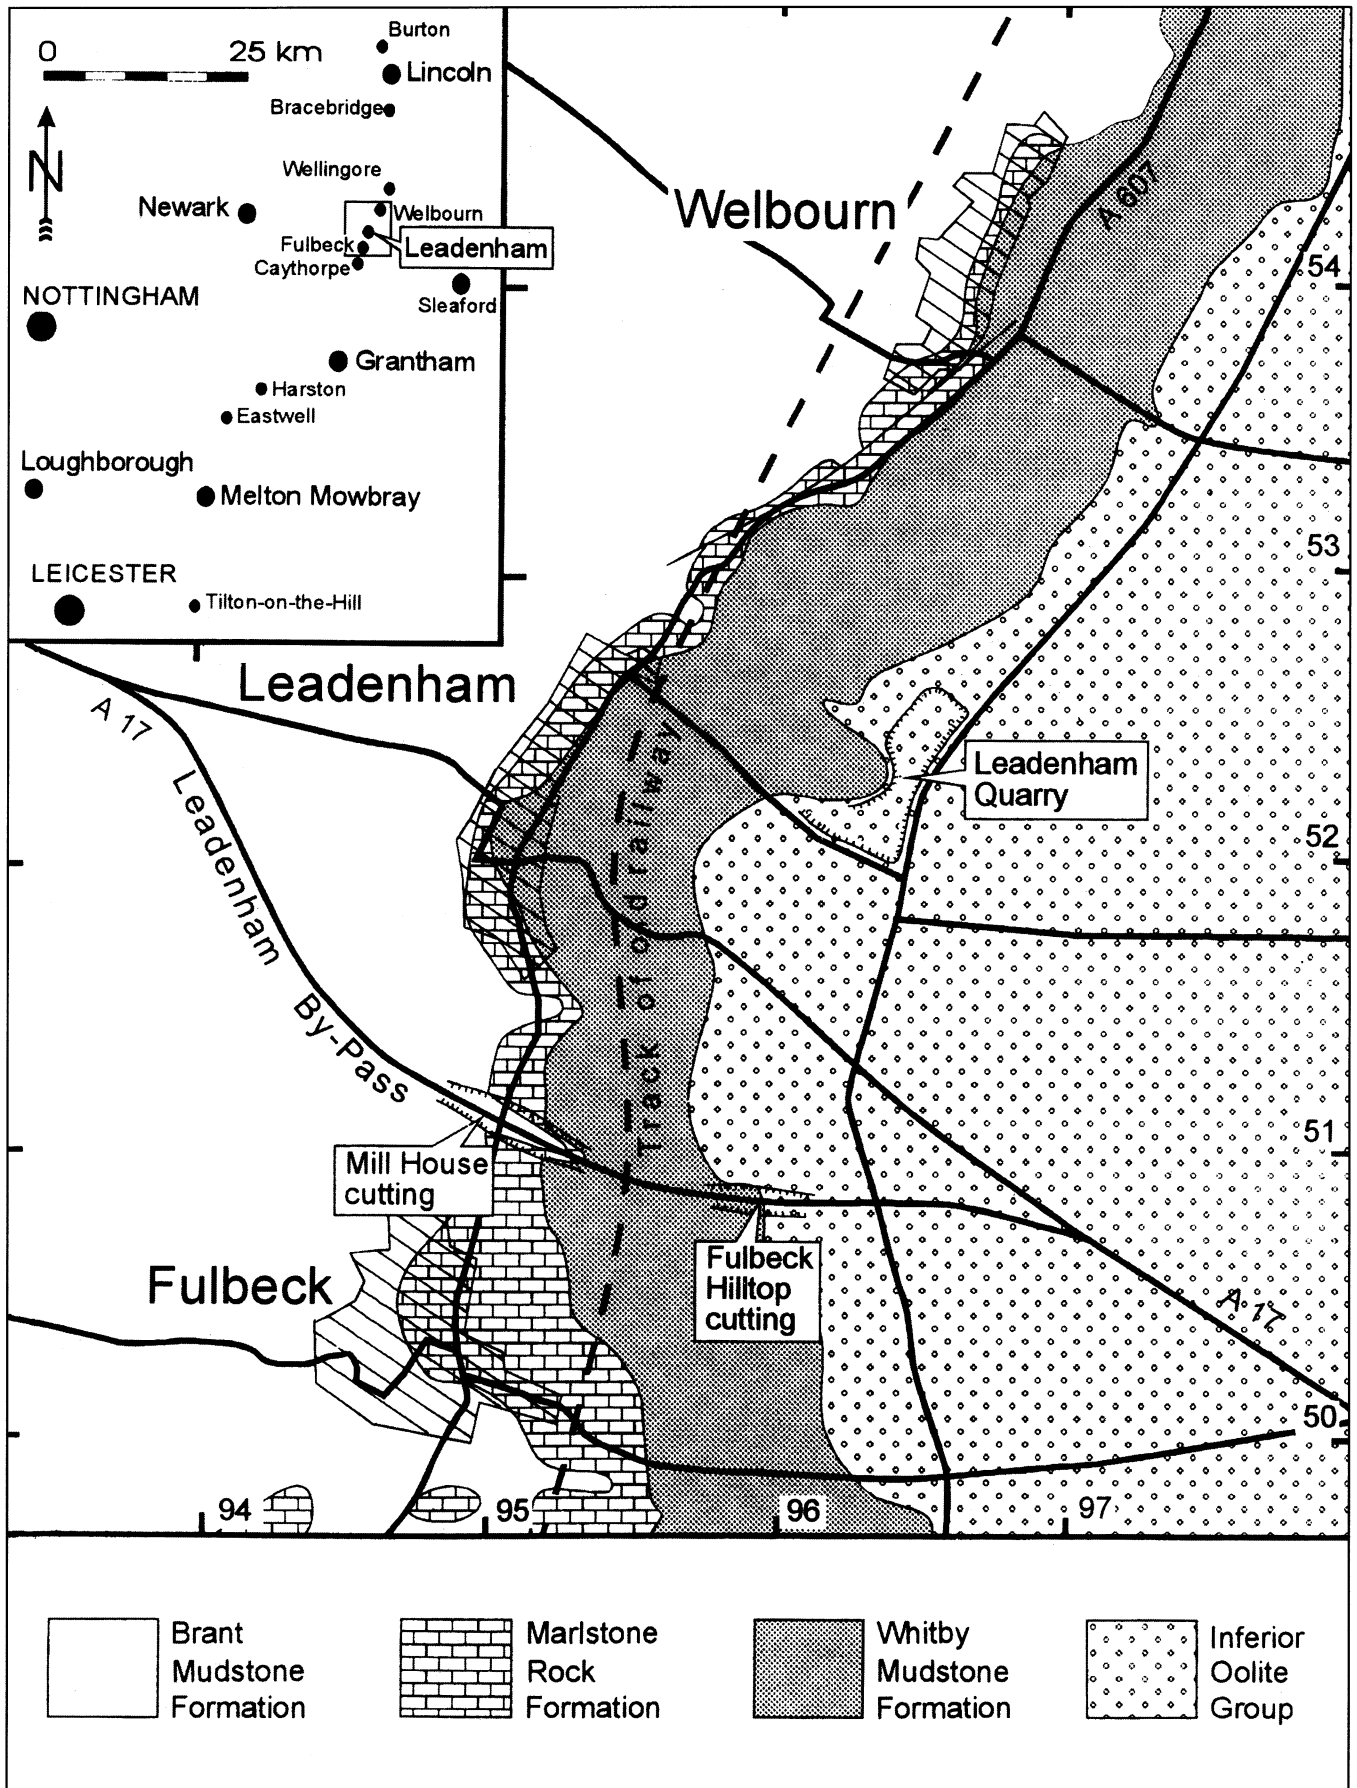 0 25 km
N
Burton
Lincoln
Bracebridge
Wellingore
Newark
Welbourn
Leadenham
Fulbeck
Caythorpe
Sleaford
NOTTINGHAM
Grantham
Harston
Eastwell
Loughborough
Melton Mowbray
LEICESTER
Tilton-on-the-Hill
Welbourn
A 607
54
53
Leadenham
A 17
Leadenham
By-Pass
Track of old railway
Leadenham
Quarry
52
51
Mill House
cutting
Fulbeck
Fulbeck
Hilltop
cutting
A 17
50
94
95
96
97
Brant
Mudstone
Formation
Marlstone
Rock
Formation
Whitby
Mudstone
Formation
Inferior
Oolite
Group